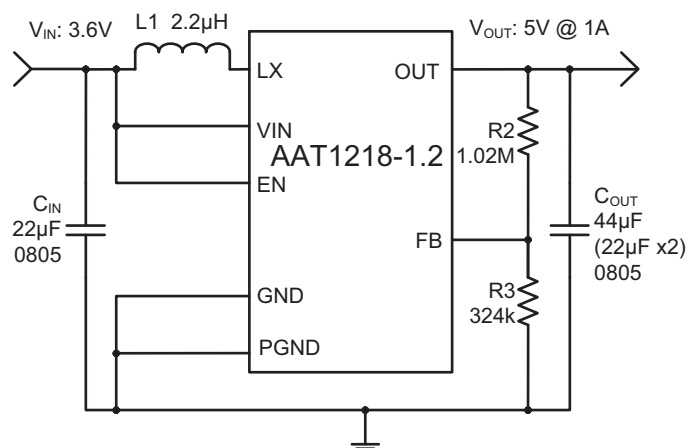 L1 2.2µH
VIN: 3.6V
VOUT: 5V @ 1A
LX
OUT
VIN
R2
1.02M
AAT1218-1.2
EN
CIN
22µF
0805
COUT
44µF
(22µF x2)
0805
FB
GND
R3
324k
PGND